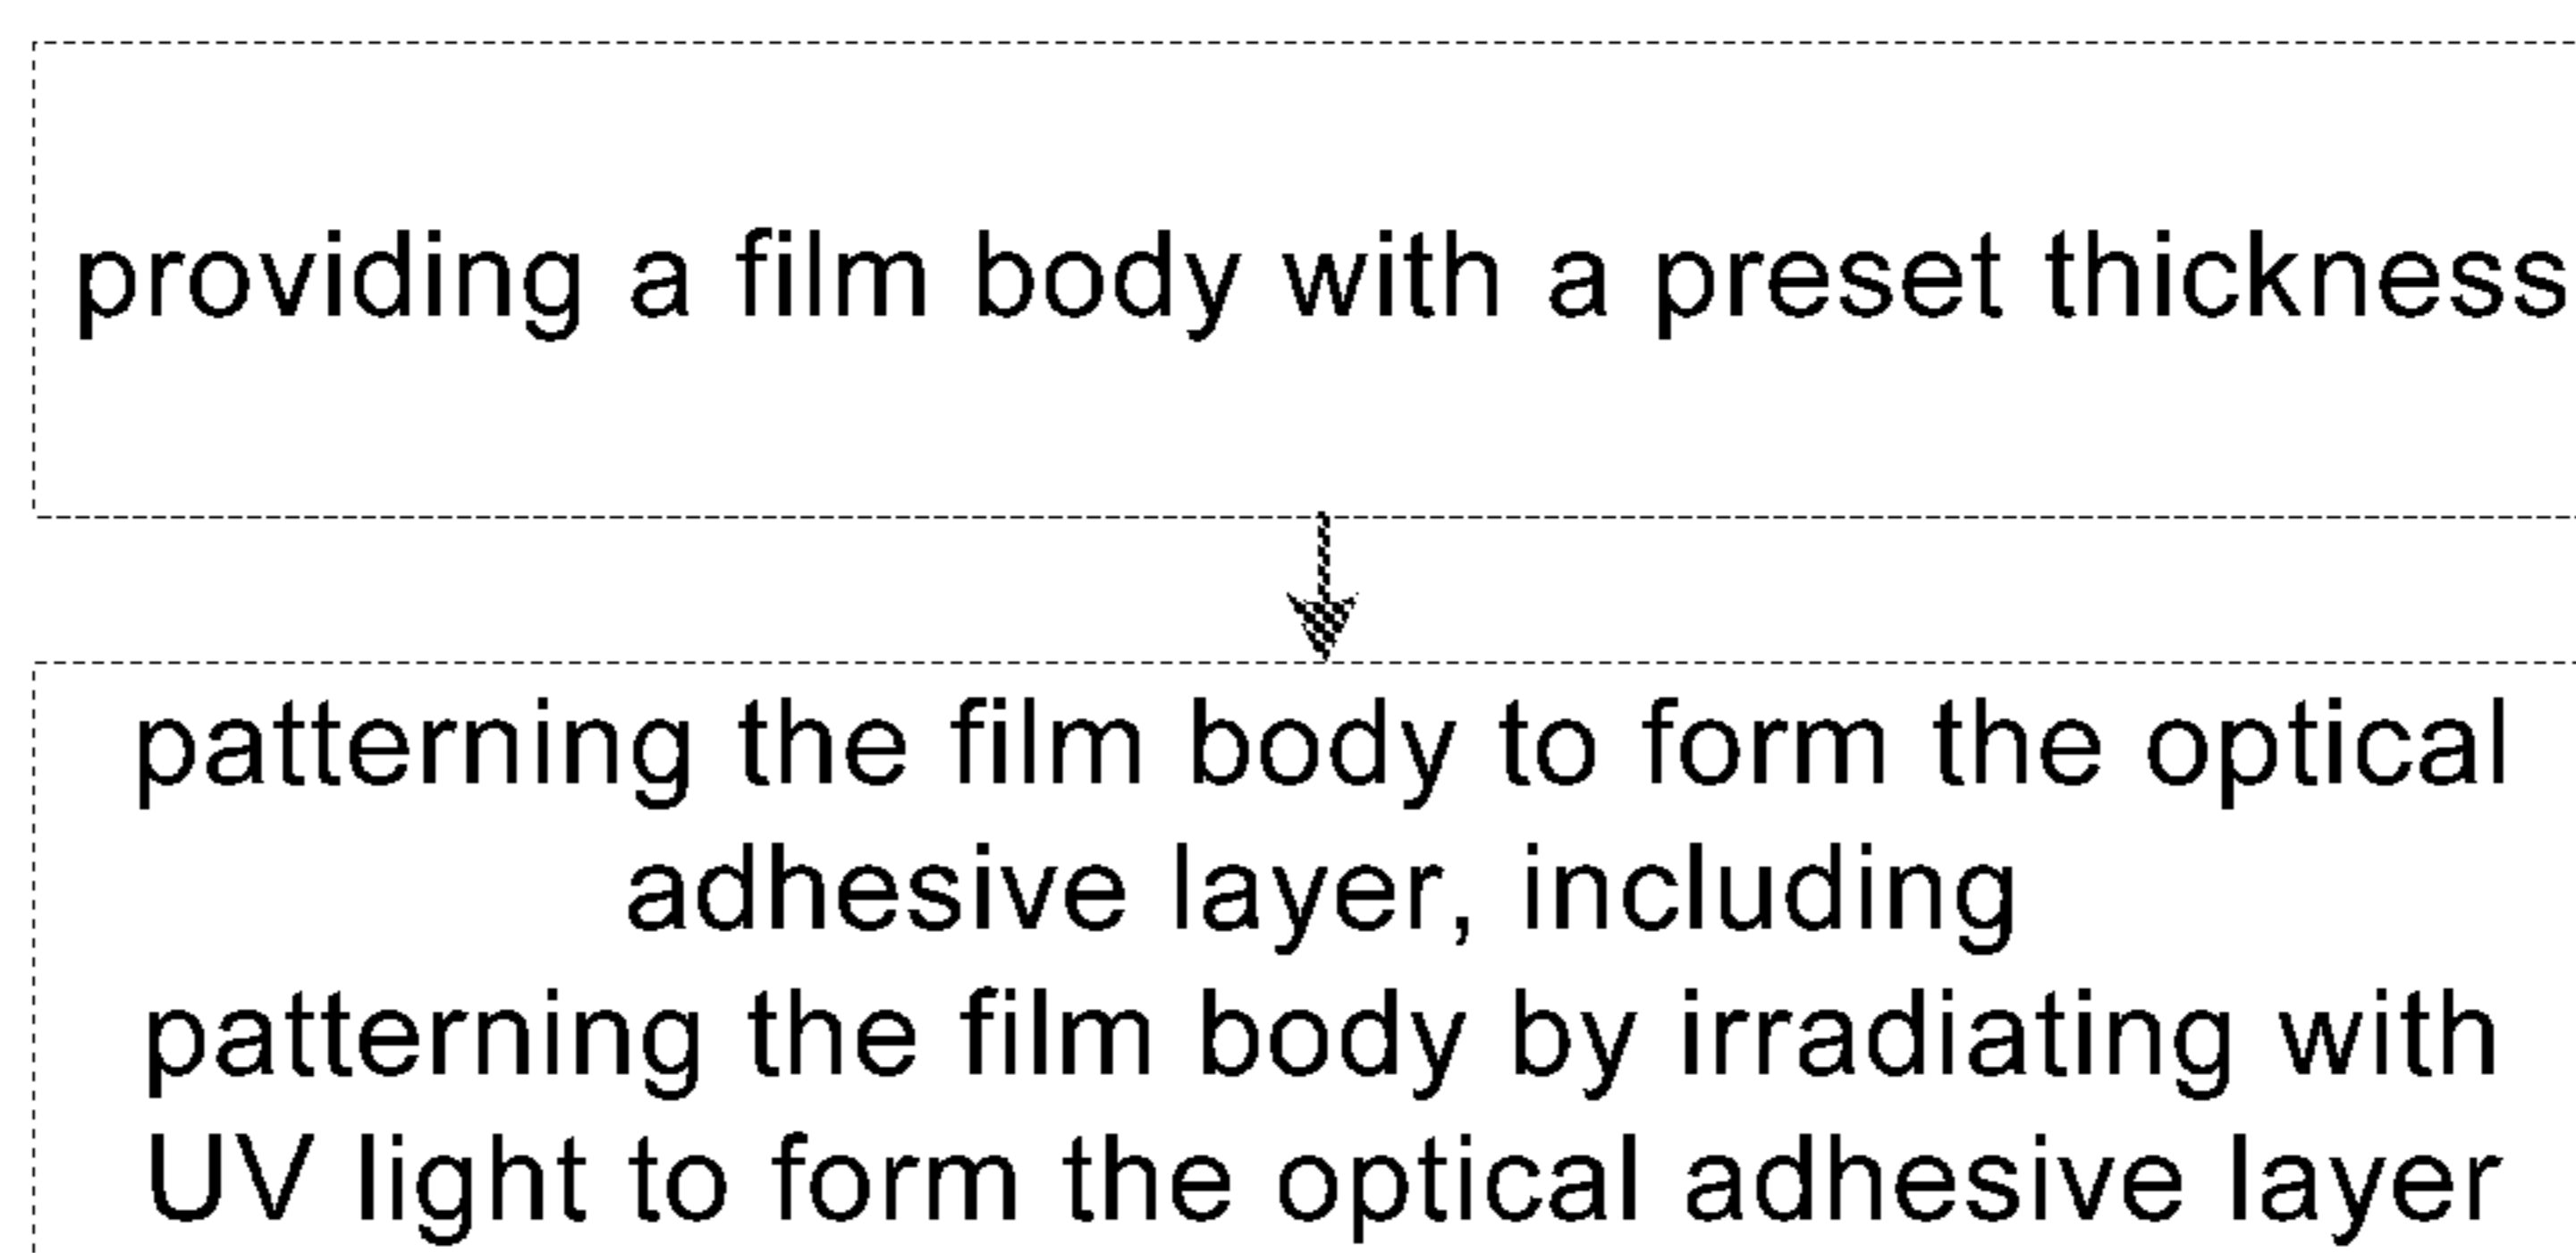 providing a film body with a preset thickness
patterning the film body to form the optical
adhesive layer, including
patterning the film body by irradiating with
UV light to form the optical adhesive layer